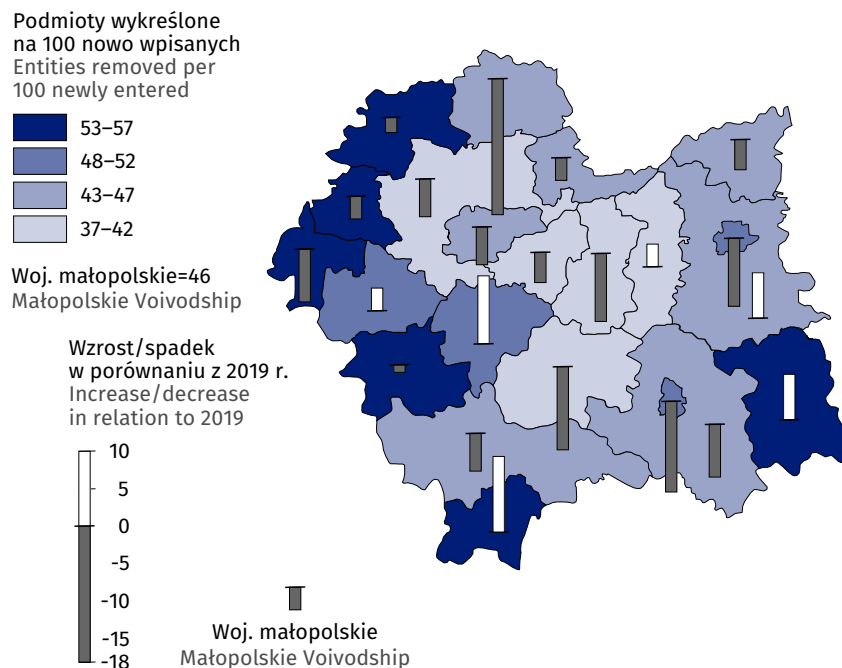 Podmioty wykreślone
na 100 nowo wpisanych
Entities removed per
100 newly entered
53–57
48–52
43–47
37–42
Woj. małopolskie=46
Małopolskie Voivodship
Wzrost/spadek
w porównaniu z 2019 r.
Increase/decrease
in relation to 2019
10
5
0
-5
-10
-15
-18
Woj. małopolskie
Małopolskie Voivodship